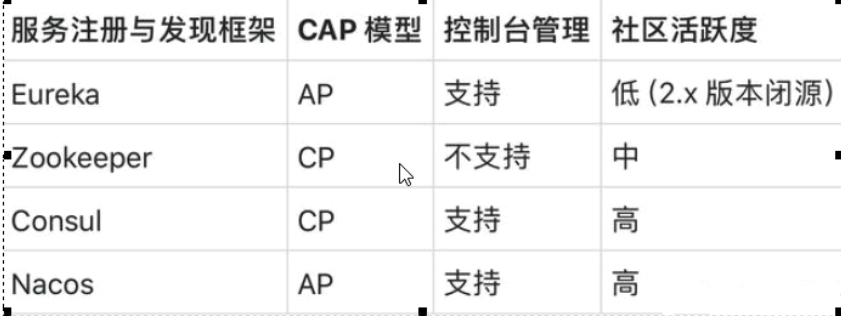 服务注册与发现框架 CAP 模型 控制台管理 社区活跃度
Eureka AP 支持 低 (2.x 版本闭源)
Zookeeper CP 不支持 中
Consul CP 支持 高
Nacos AP 支持 高